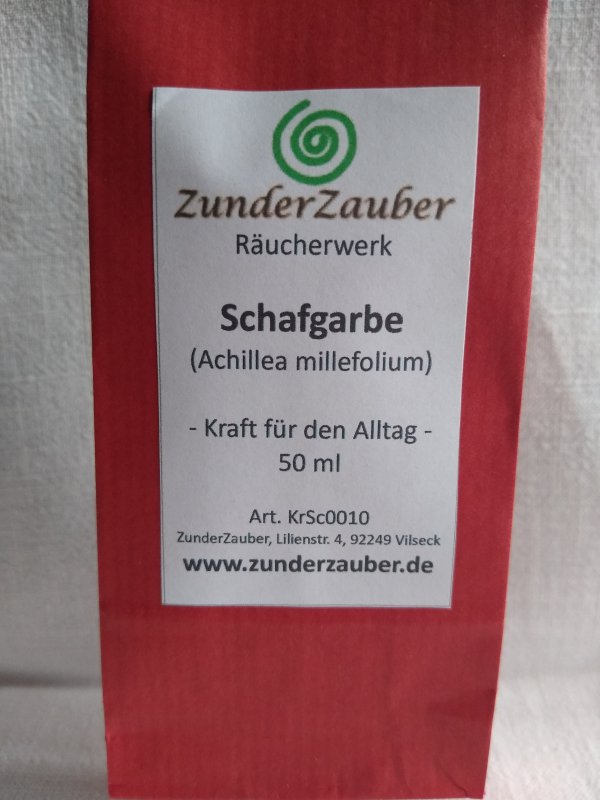 ZunderZauber
Räucherwerk
Schafgarbe
(Achillea millefolium)
- Kraft für den Alltag -
50 ml
Art. KrSc0010
ZunderZauber, Lilienstr. 4, 92249 Vilseck
www.zunderzauber.de